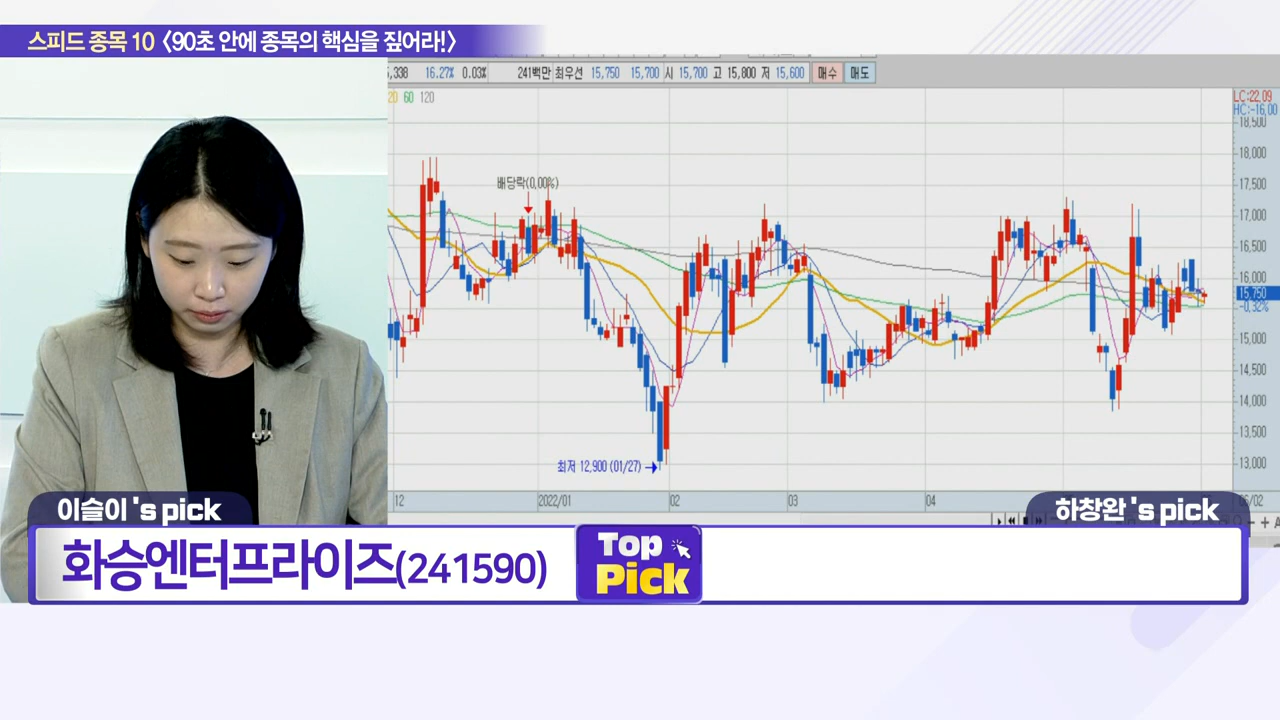 스피드 종목 10 〈90초 안에 종목의 핵심을 짚어라!〉
,338 16.27% 0.03% 241백만 최우선 15,750 15,700 시 15,700 고 15,800 저 15,600 매수 매도
20 60 120
LC:22.09
HC:-16.00
18,500
18,000
배당락(0.00%)
17,500
17,000
16,500
16,000
15,750
-0.32%
15,000
14,500
14,000
13,500
최저 12,900 (01/27)
13,000
12 2022/01 02 03 04 06/02
이슬이 's pick
하창완 's pick
화승엔터프라이즈(241590)
Top
Pick